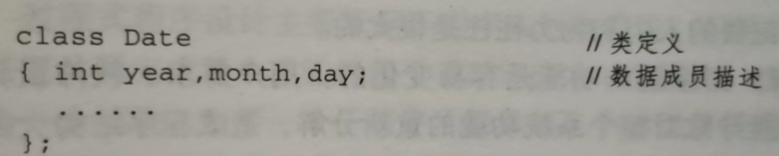 class Date //类定义
{ int year,month,day; //数据成员描述
......
};